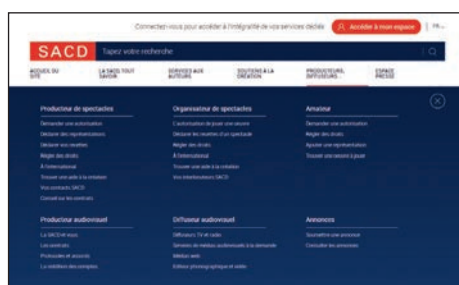 Connectez-vous pour accéder à l'intégralité de vos services dédiés
Accéder à mon espace
FR
SACD
Tapez votre recherche
ACCUEIL DU SITE
LA SACD, TOUT SAVOIR
SERVICES AUX AUTEURS
SOUTIENS À LA CRÉATION
PRODUCTEURS, DIFFUSEURS...
ESPACE PRESSE
Producteur de spectacles
Demander une autorisation
Déclarer des représentations
Déclarer vos recettes
Régler des droits
À l'international
Trouver une aide à la création
Vos contacts SACD
Conseil sur les contrats
Organisateur de spectacles
L'autorisation de jouer une œuvre
Déclarer les recettes d'un spectacle
Régler des droits
À l'international
Trouver une aide à la création
Vos interlocuteurs SACD
Amateur
Demander une autorisation
Régler des droits
Ajouter une représentation
Trouver une œuvre à jouer
Producteur audiovisuel
La SACD et vous
Les contrats
Protocoles et accords
La reddition des comptes
Diffuseur audiovisuel
Diffuseurs TV et radio
Services de médias audiovisuels à la demande
Médias web
Editeur phonographique et vidéo
Annonces
Soumettre une annonce
Consulter les annonces